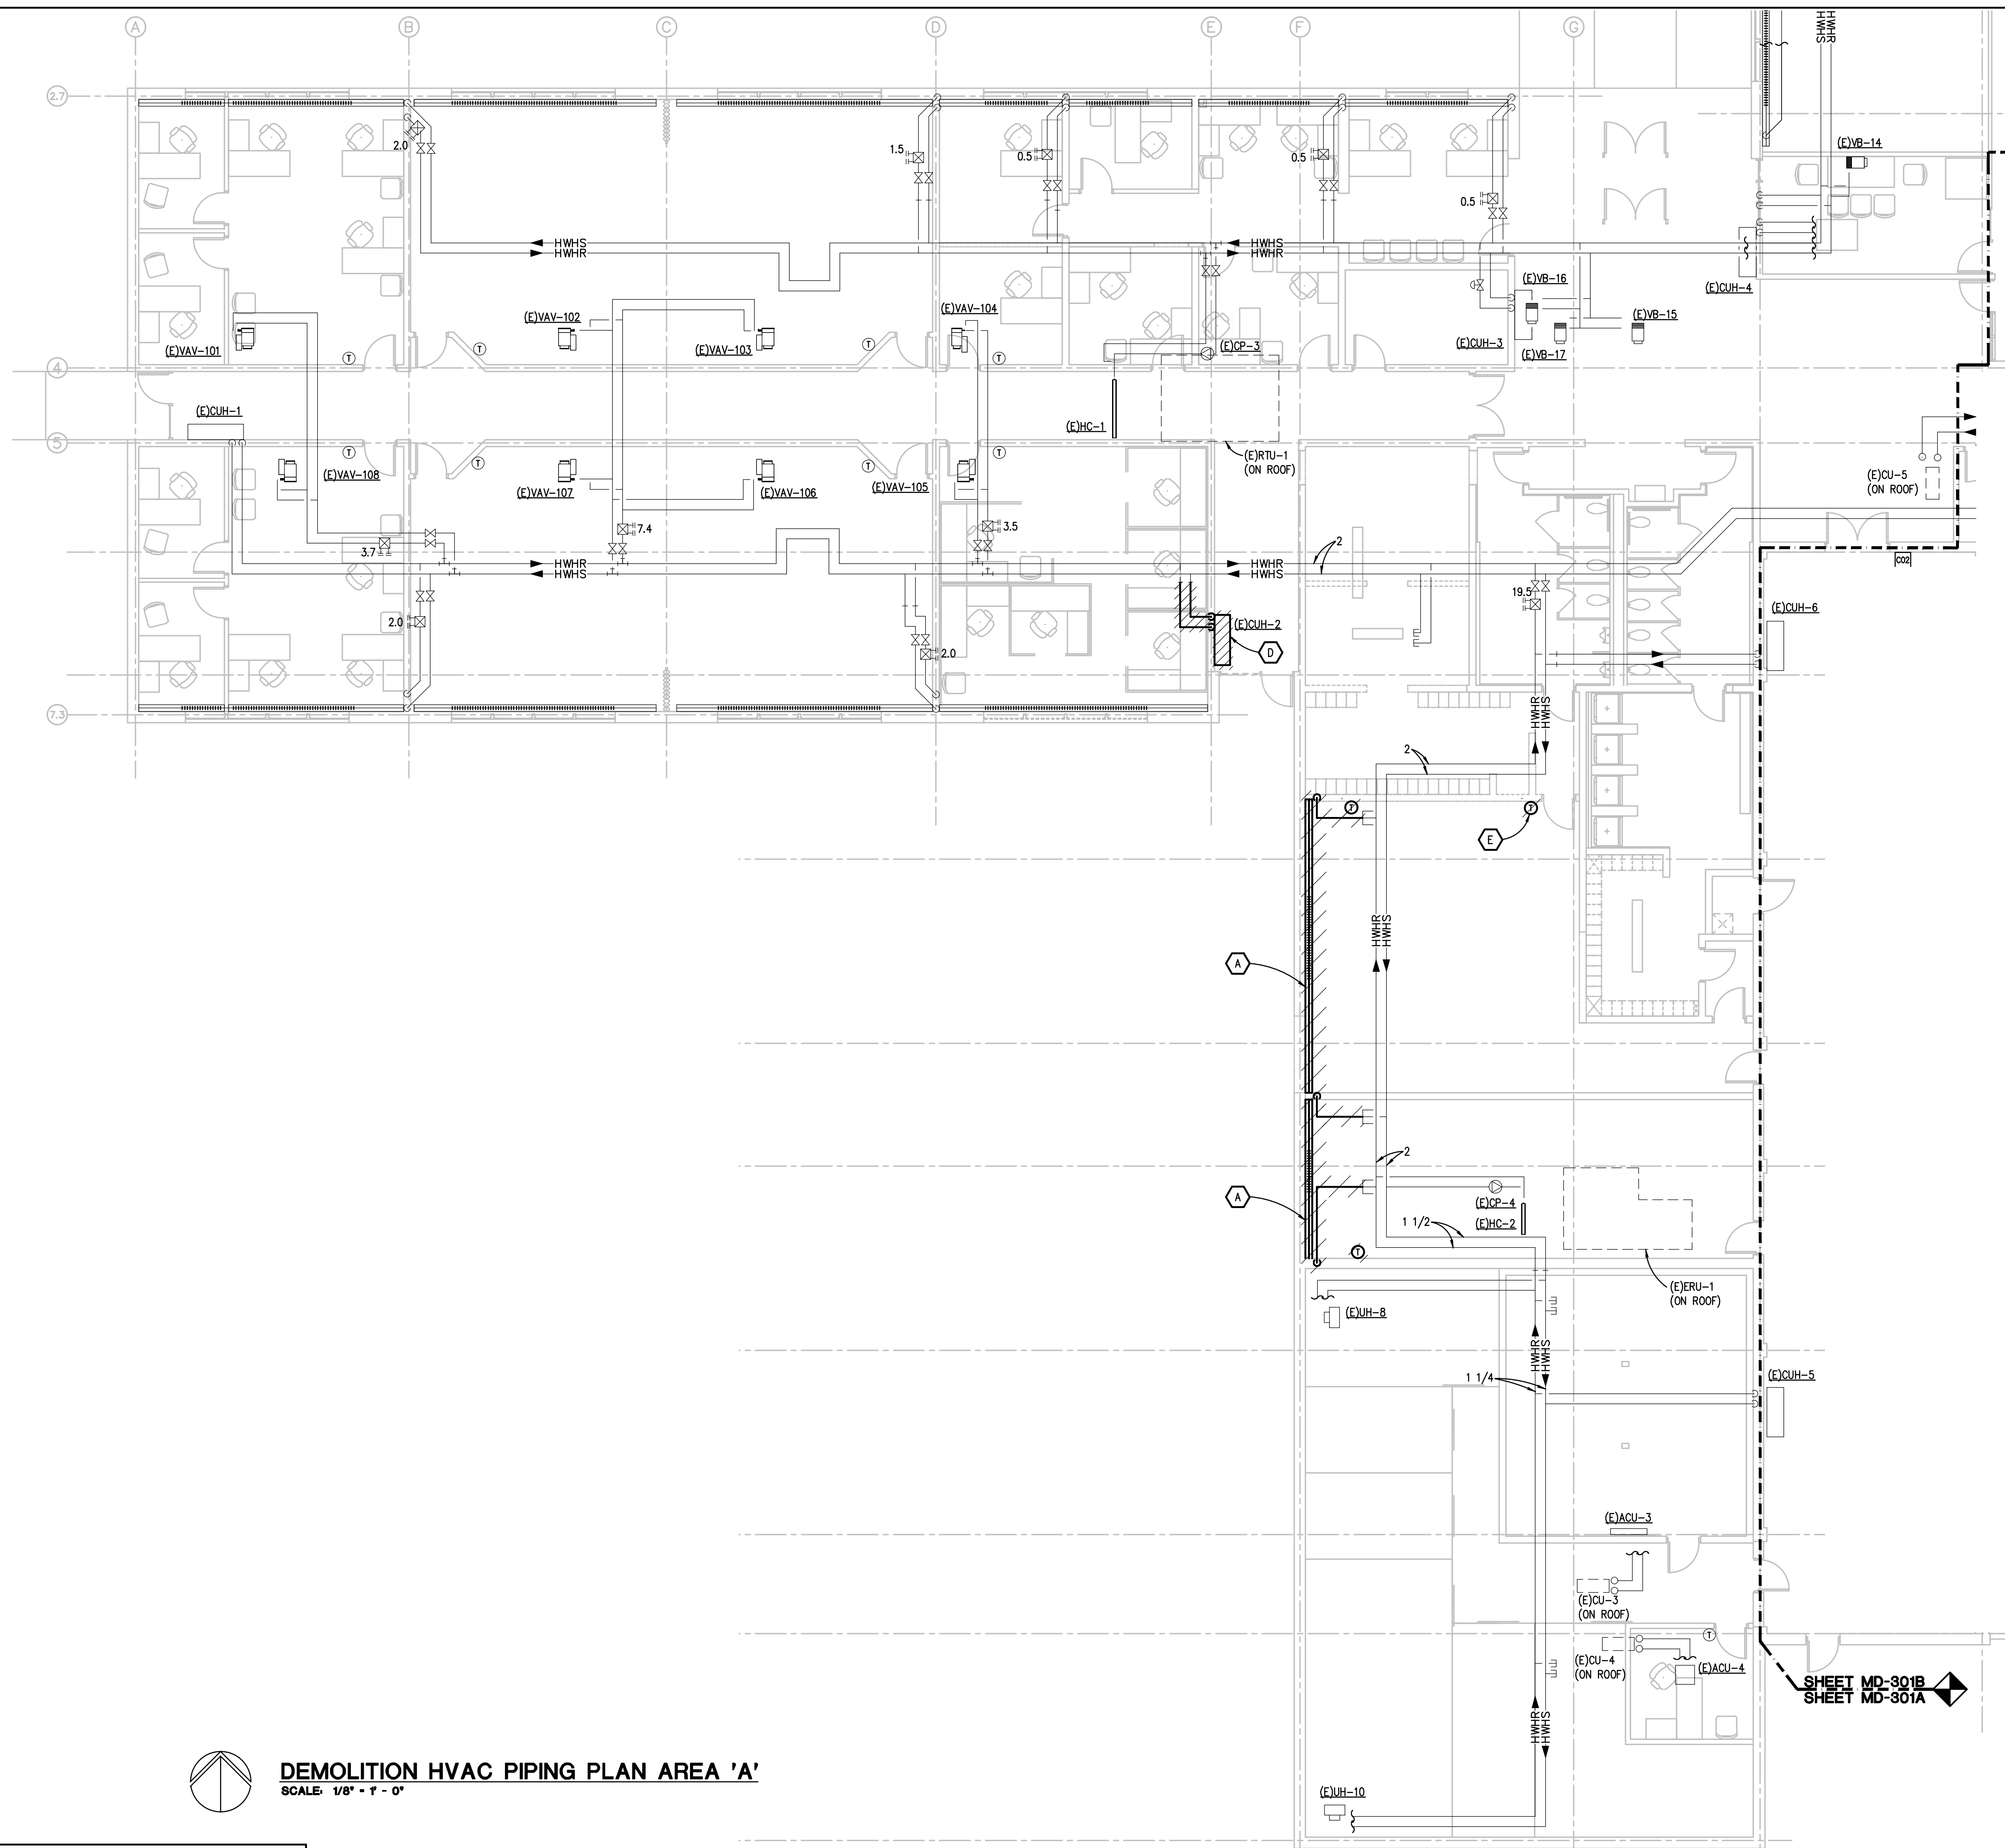 A
B
C
D
E
F
G
HWHS
HWHR
2.7
(E)VB-14
2.0
1.5
0.5
0.5
0.5
HWHS
HWHR
HWHS
HWHR
(E)CUH-4
(E)VB-16
(E)VB-15
(E)VB-17
(E)CUH-3
(E)VAV-101
(E)VAV-102
(E)VAV-103
(E)VAV-104
(E)CP-3
T
T
T
T
4
(E)CUH-1
(E)HC-1
(E)RTU-1
(ON ROOF)
5
T
T
T
T
(E)VAV-108
(E)VAV-107
(E)VAV-106
(E)VAV-105
(E)CU-5
(ON ROOF)
7.4
3.5
3.7
2
HWHR
HWHS
HWHR
HWHS
CO2
19.5
2.0
2.0
(E)CUH-2
D
(E)CUH-6
7.3
HWHR
HWHS
2
T
T
E
HWHR
HWHS
A
2
A
(E)CP-4
(E)HC-2
1 1/2
T
(E)ERU-1
(ON ROOF)
(E)UH-8
HWHR
HWHS
1 1/4
(E)CUH-5
(E)ACU-3
(E)CU-3
(ON ROOF)
T
(E)CU-4
(ON ROOF)
(E)ACU-4
SHEET MD-301B
SHEET MD-301A
HWHR
HWHS
(E)UH-10
DEMOLITION HVAC PIPING PLAN AREA 'A'
SCALE: 1/8" = 1' - 0"